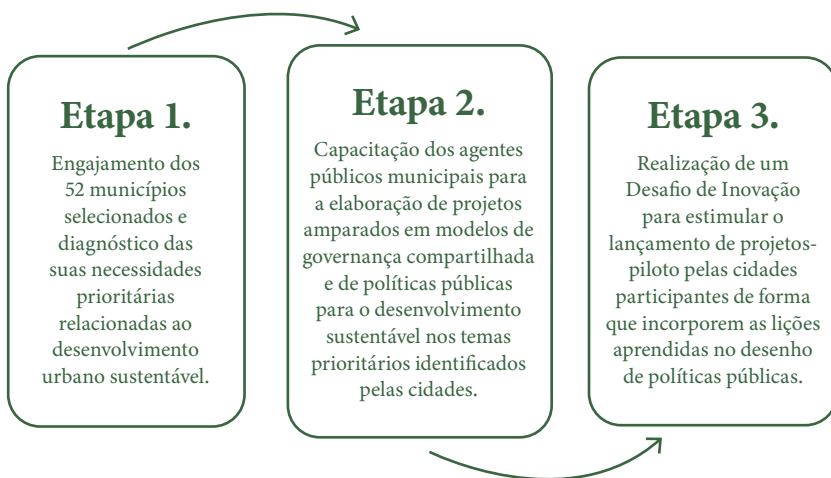 Etapa 1.
Engajamento dos
52 municípios
selecionados e
diagnóstico das
suas necessidades
prioritárias
relacionadas ao
desenvolvimento
urbano sustentável.
Etapa 2.
Capacitação dos agentes
públicos municipais para
a elaboração de projetos
amparados em modelos de
governança compartilhada
e de políticas públicas
para o desenvolvimento
sustentável nos temas
prioritários identificados
pelas cidades.
Etapa 3.
Realização de um
Desafio de Inovação
para estimular o
lançamento de projetos-
piloto pelas cidades
participantes de forma
que incorporem as lições
aprendidas no desenho
de políticas públicas.